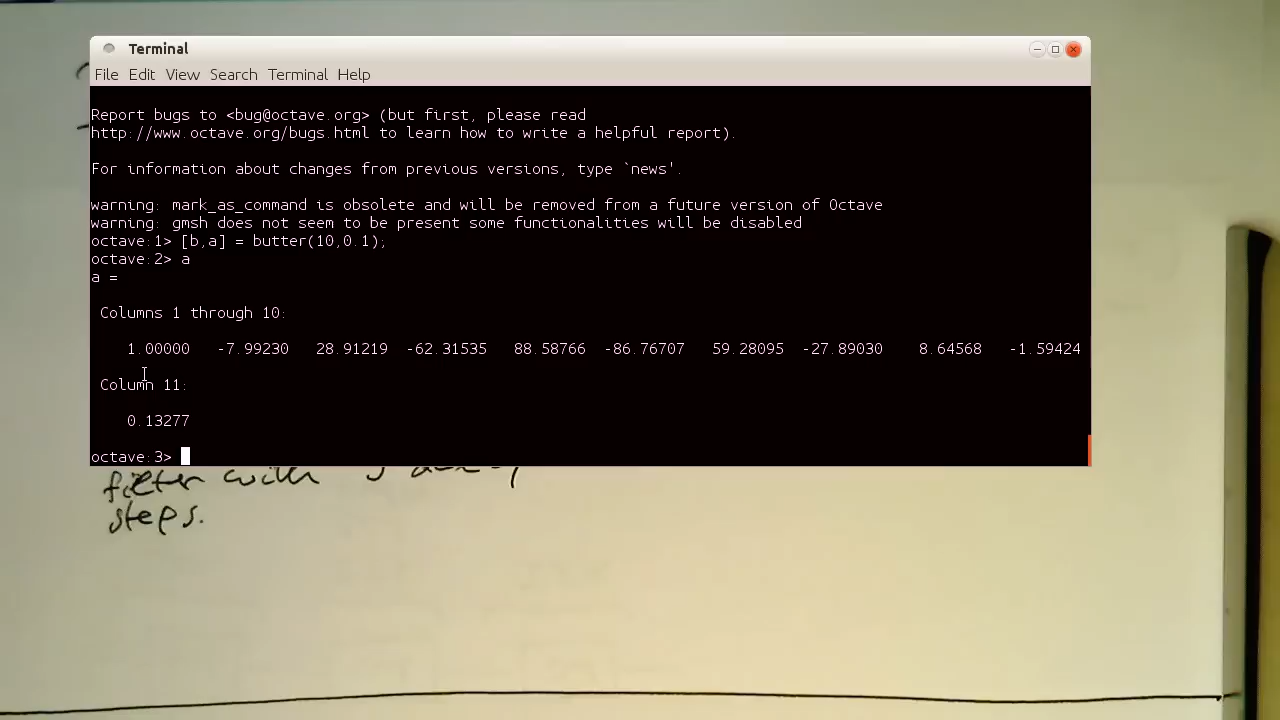 Terminal
File Edit View Search Terminal Help
Report bugs to <bug@octave.org> (but first, please read
http://www.octave.org/bugs.html to learn how to write a helpful report).
For information about changes from previous versions, type `news'.
warning: mark_as_command is obsolete and will be removed from a future version of Octave
warning: gmsh does not seem to be present some functionalities will be disabled
octave:1> [b,a] = butter(10,0.1);
octave:2> a
a =
Columns 1 through 10:
1.00000 -7.99230 28.91219 -62.31535 88.58766 -86.76707 59.28095 -27.89030 8.64568 -1.59424
Column 11:
0.13277
octave:3>
filter with
steps.